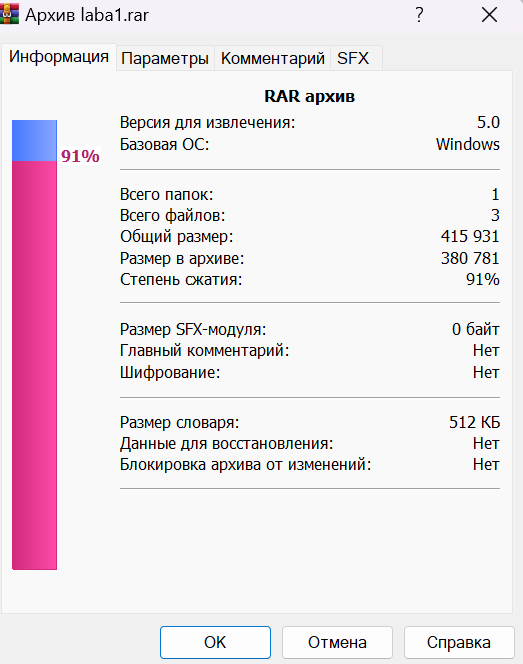 Архив laba1.rar ?
Информация Параметры Комментарий SFX
RAR архив
91%
Версия для извлечения: 5.0
Базовая ОС: Windows
Всего папок: 1
Всего файлов: 3
Общий размер: 415 931
Размер в архиве: 380 781
Степень сжатия: 91%
Размер SFX-модуля: 0 байт
Главный комментарий: Нет
Шифрование: Нет
Размер словаря: 512 КБ
Данные для восстановления: Нет
Блокировка архива от изменений: Нет
OK Отмена Справка